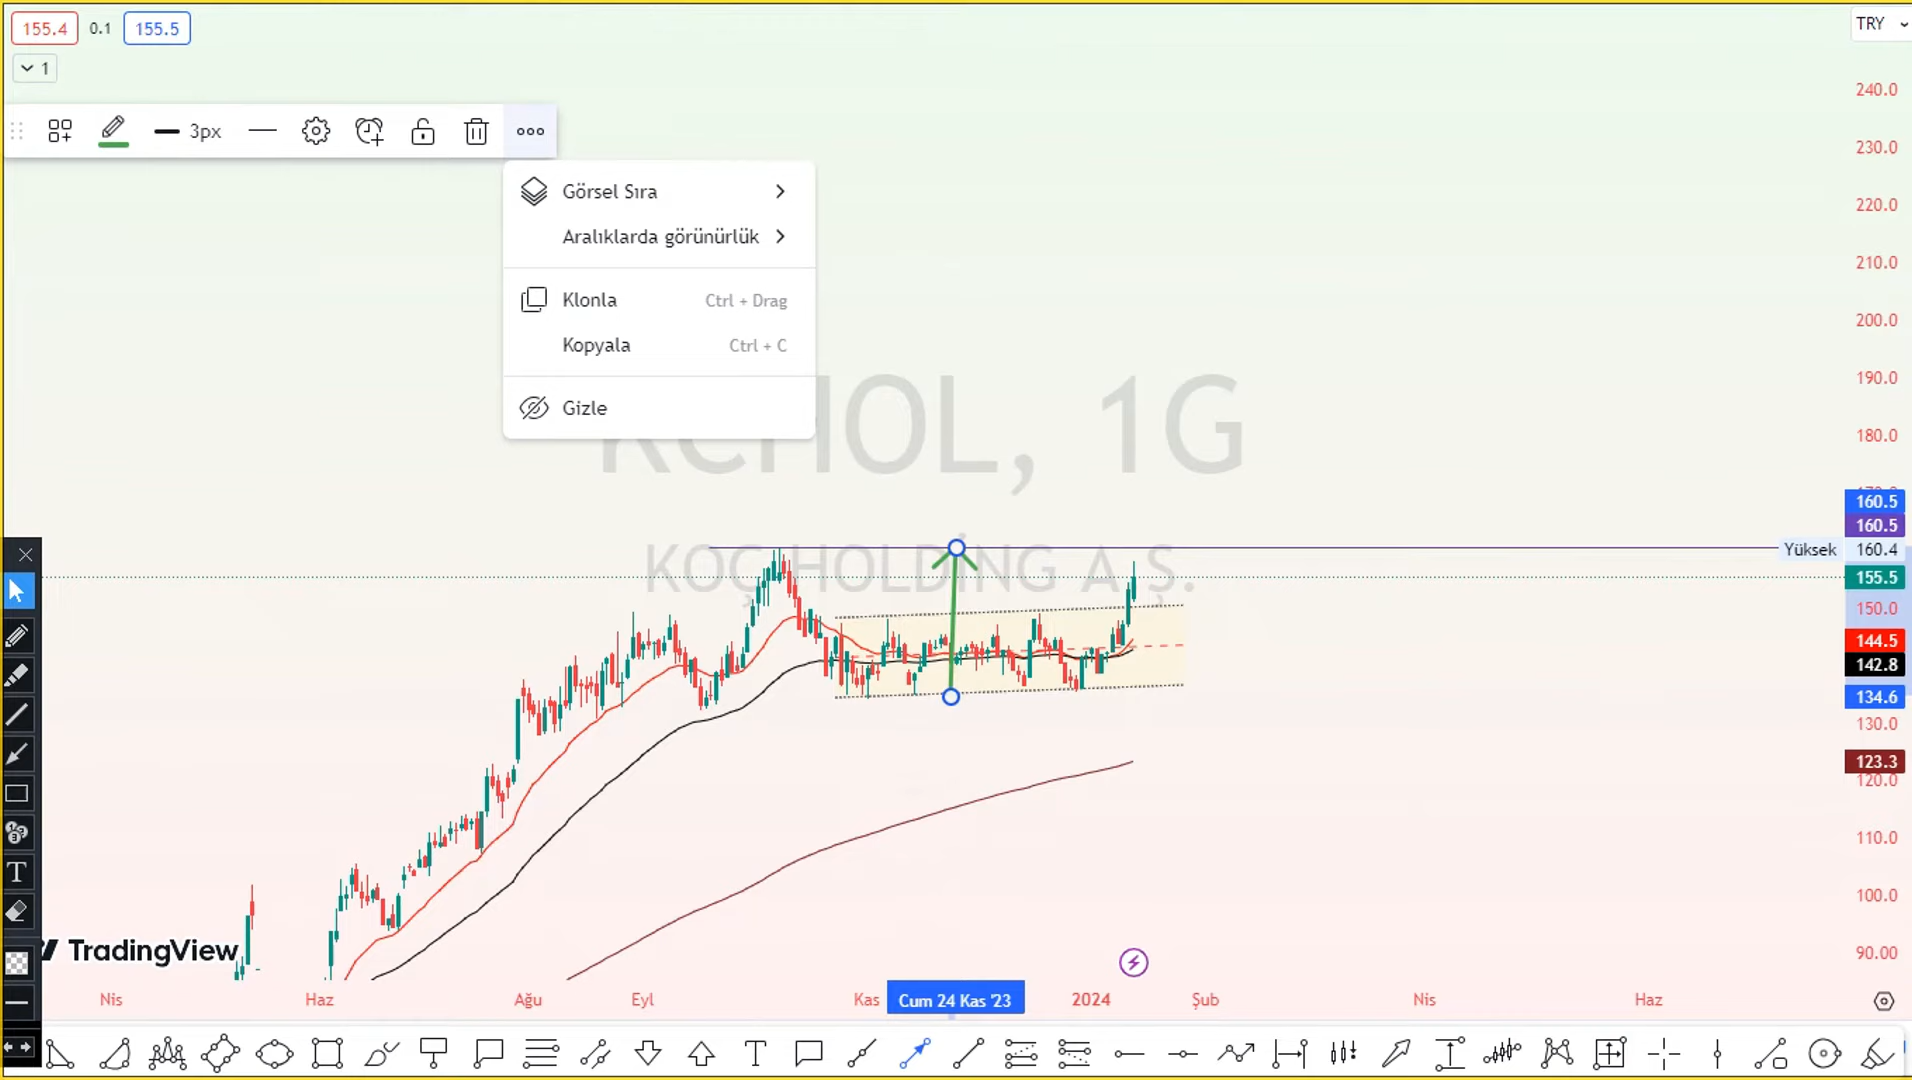 155.4 0.1 155.5
TRY
1
3px
Görsel Sıra
Aralıklarda görünürlük
Klonla Ctrl + Drag
Kopyala Ctrl + C
Gizle
KCHOL, 1G
KOÇ HOLDİNG A.Ş.
240.0
230.0
220.0
210.0
200.0
190.0
180.0
170.0
160.5
160.5
Yüksek 160.4
155.5
150.0
144.5
142.8
134.6
130.0
123.3
120.0
110.0
100.0
90.00
TradingView
Nis Haz Ağu Eyl Kas Cum 24 Kas '23 2024 Şub Nis Haz